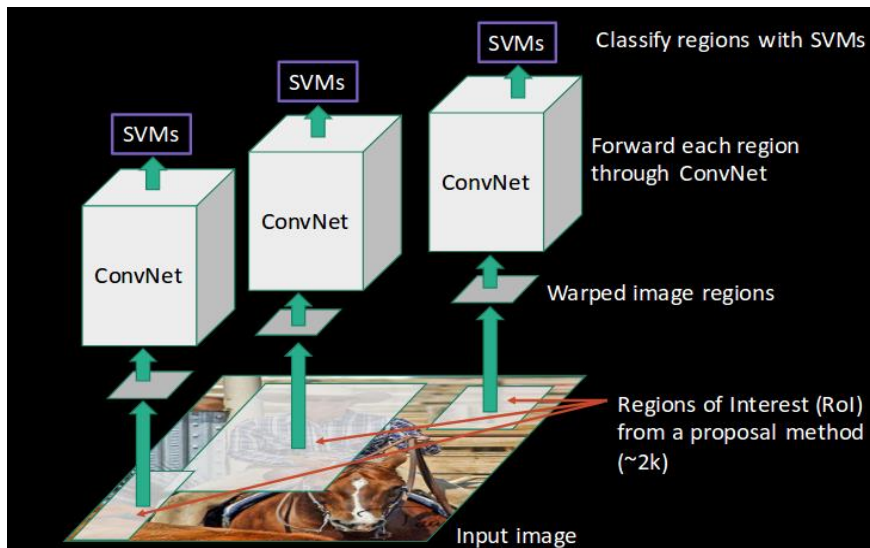 SVMs
Classify regions with SVMs
SVMs
SVMs
Forward each region
through ConvNet
ConvNet
ConvNet
ConvNet
Warped image regions
Regions of Interest (RoI)
from a proposal method
(~2k)
Input image